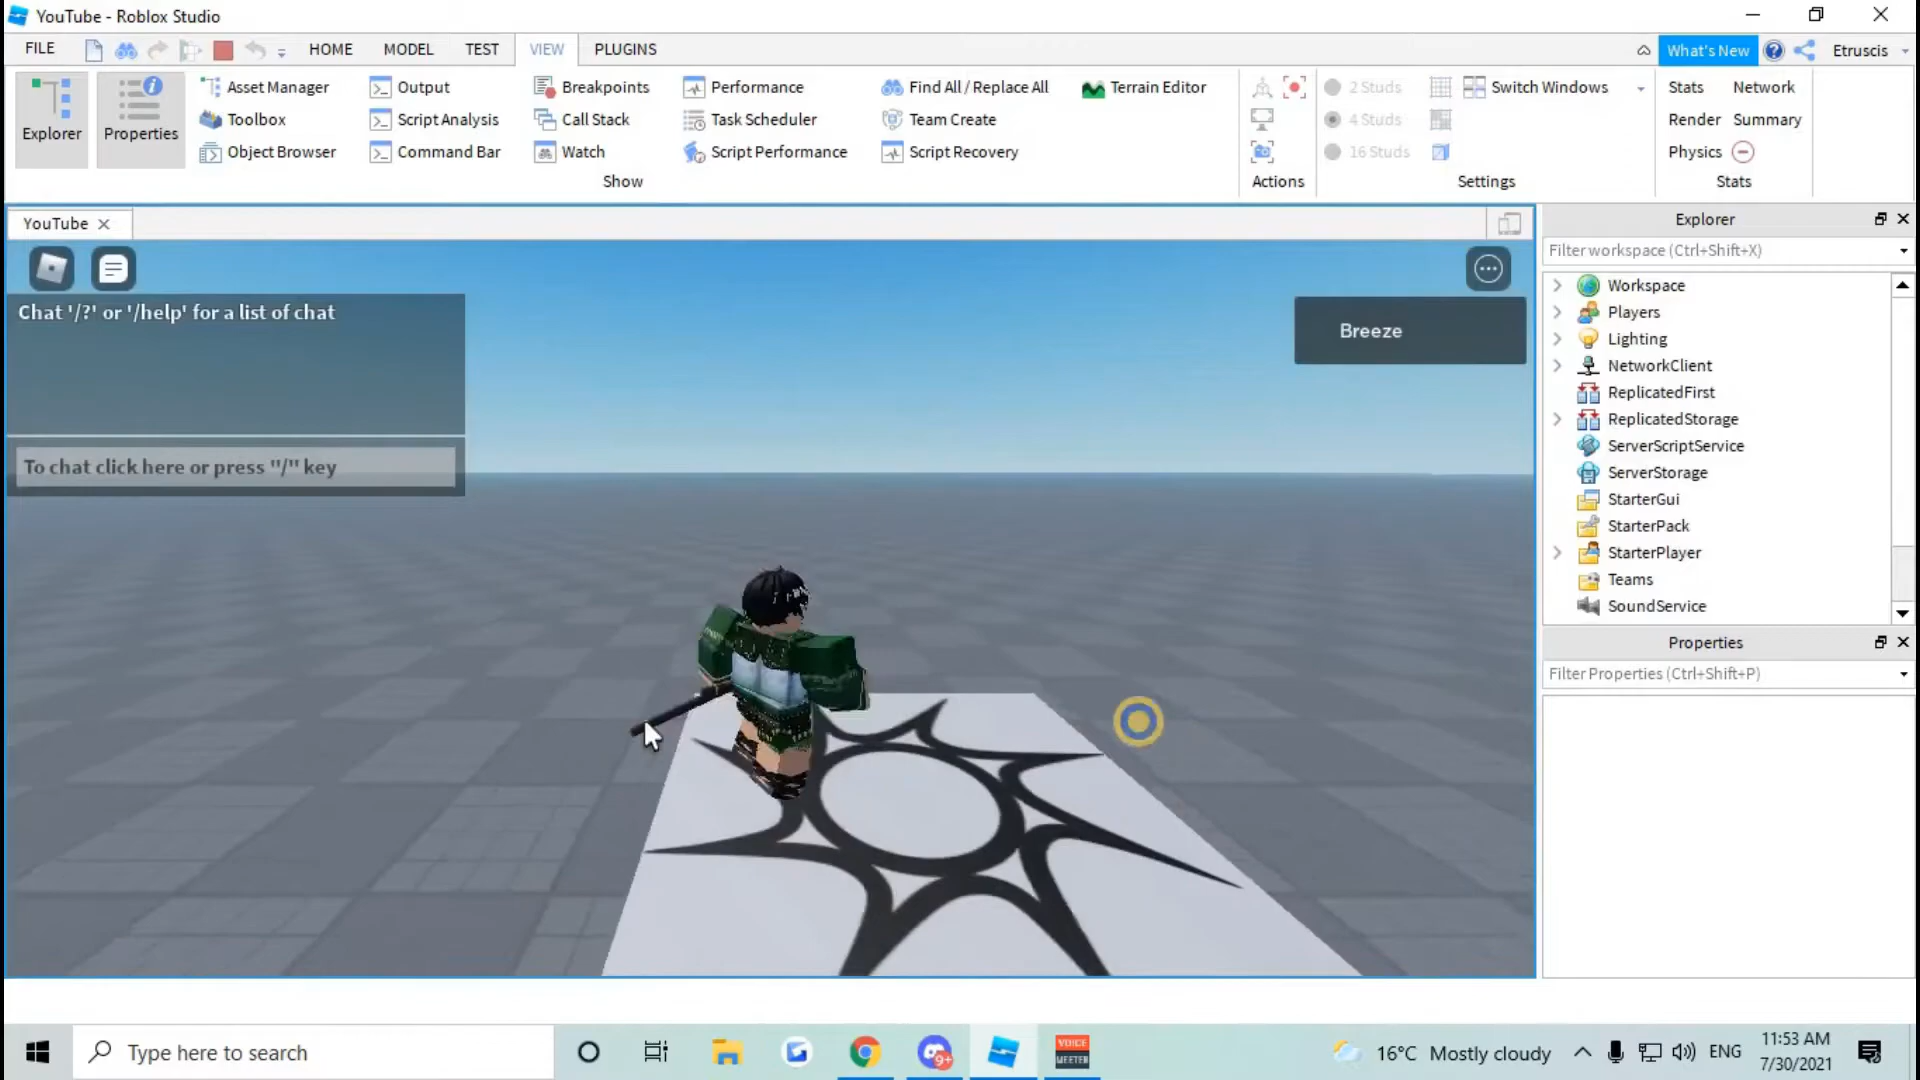 YouTube - Roblox Studio
FILE HOME MODEL TEST VIEW PLUGINS What's New Etruscis
Explorer
Properties
Asset Manager
Toolbox
Object Browser
Output
Script Analysis
Command Bar
Breakpoints
Call Stack
Watch
Performance
Task Scheduler
Script Performance
Find All / Replace All
Team Create
Script Recovery
Terrain Editor
Show
Actions
2 Studs
4 Studs
16 Studs
Switch Windows
Settings
Stats Network
Render Summary
Physics
Stats
YouTube
Chat '/?' or '/help' for a list of chat
To chat click here or press "/" key
Breeze
Explorer
Filter workspace (Ctrl+Shift+X)
Workspace
Players
Lighting
NetworkClient
ReplicatedFirst
ReplicatedStorage
ServerScriptService
ServerStorage
StarterGui
StarterPack
StarterPlayer
Teams
SoundService
Properties
Filter Properties (Ctrl+Shift+P)
Type here to search
9+
VOICE
MEETER
16°C Mostly cloudy
ENG
11:53 AM
7/30/2021